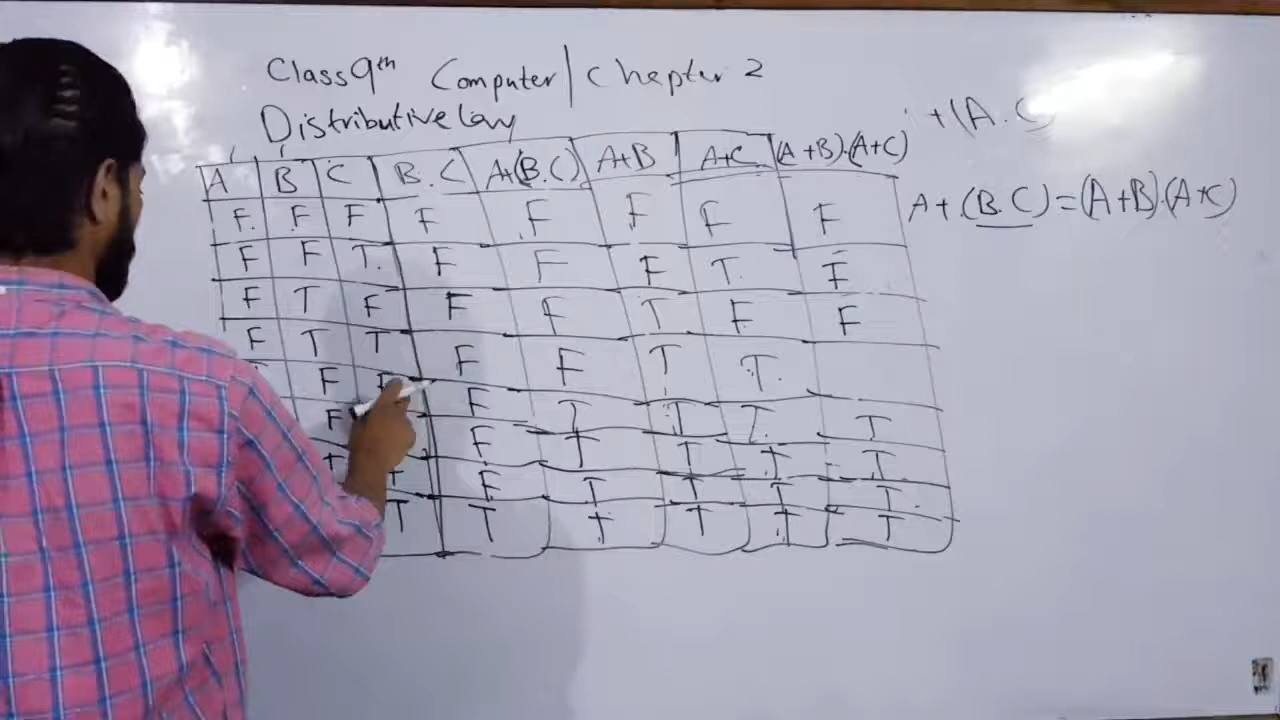 Class 9th Computer | Chapter 2
Distributive Law
+(A.C
A + (B.C) = (A+B).(A+C)
A B C B.C A+(B.C) A+B A+C (A+B).(A+C)
F F F F F F F F
F F T F F F T F
F T F F F T F F
F T T F F T T
F F F T T T T
F F T T T T
T T F T T T T
T T T T T T